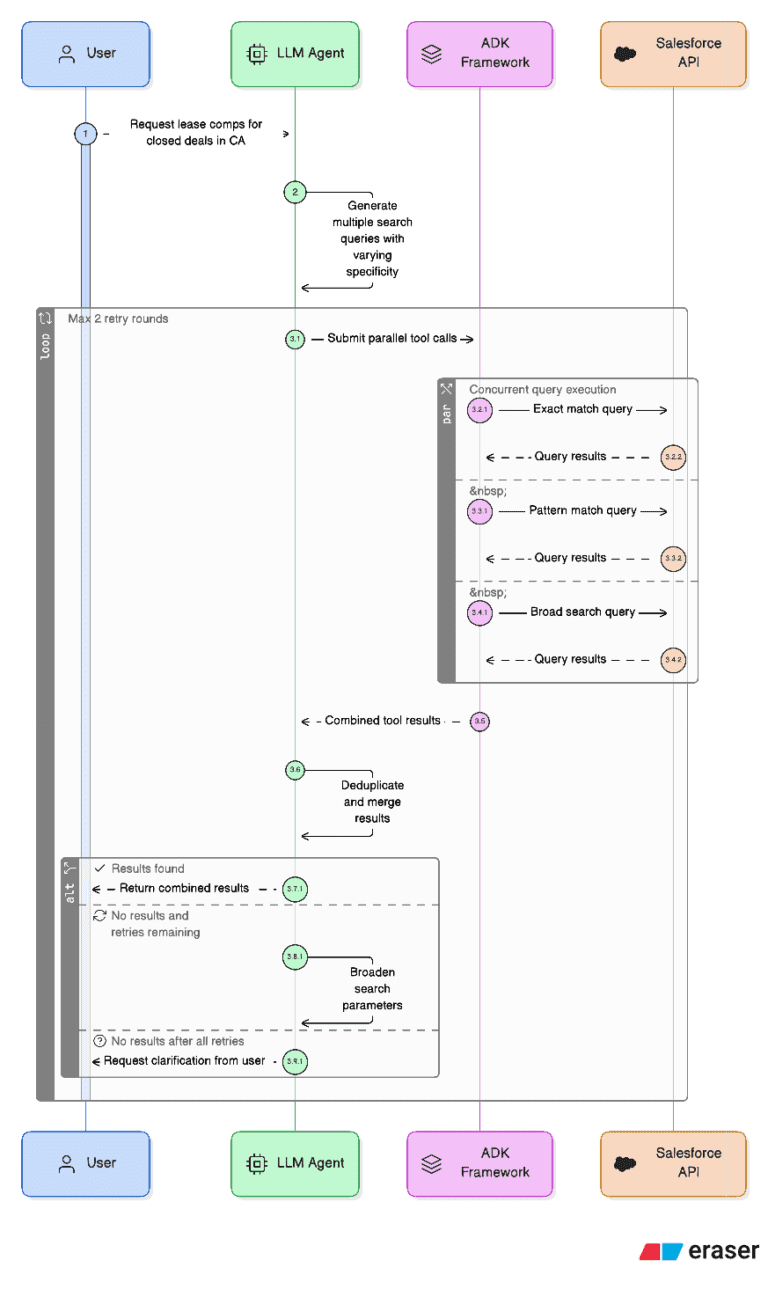 User
LLM Agent
ADK
Framework
Salesforce
API
1
Request lease comps for
closed deals in CA
2
Generate
multiple search
queries with
varying
specificity
loop
Max 2 retry rounds
3.1
Submit parallel tool calls
par
Concurrent query execution
3.2.1
Exact match query
Query results
3.2.2
&nbsp;
3.3.1
Pattern match query
Query results
3.3.2
&nbsp;
3.4.1
Broad search query
Query results
3.4.2
Combined tool results
3.5
3.6
Deduplicate
and merge
results
alt
Results found
Return combined results
3.7.1
No results and
retries remaining
3.8.1
Broaden
search
parameters
No results after all retries
Request clarification from user
3.9.1
User
LLM Agent
ADK
Framework
Salesforce
API
eraser